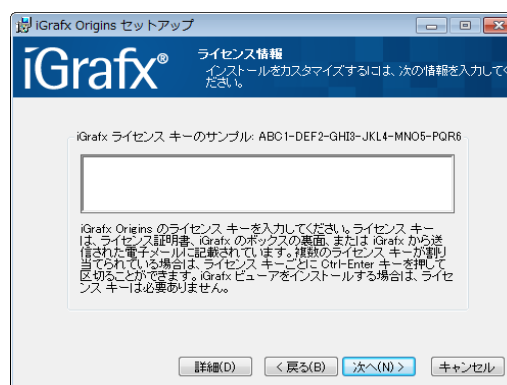 iGrafx Origins セットアップ
iGrafx®
ライセンス情報
インストールをカスタマイズするには、次の情報を入力してく
ださい。
iGrafx ライセンス キーのサンプル: ABC1-DEF2-GHI3-JKL4-MNO5-PQR6
iGrafx Origins のライセンス キーを入力してください。ライセンス キー
は、ライセンス証明書、iGrafx のボックスの裏面、または iGrafx から送
信された電子メールに記載されています。複数のライセンス キーが割り
当てられている場合は、ライセンス キーごとに Ctrl-Enter キーを押して
区切ることができます。iGrafx ビューアをインストールする場合は、ライセ
ンス キーは必要ありません。
詳細(D)
< 戻る(B)
次へ(N) >
キャンセル